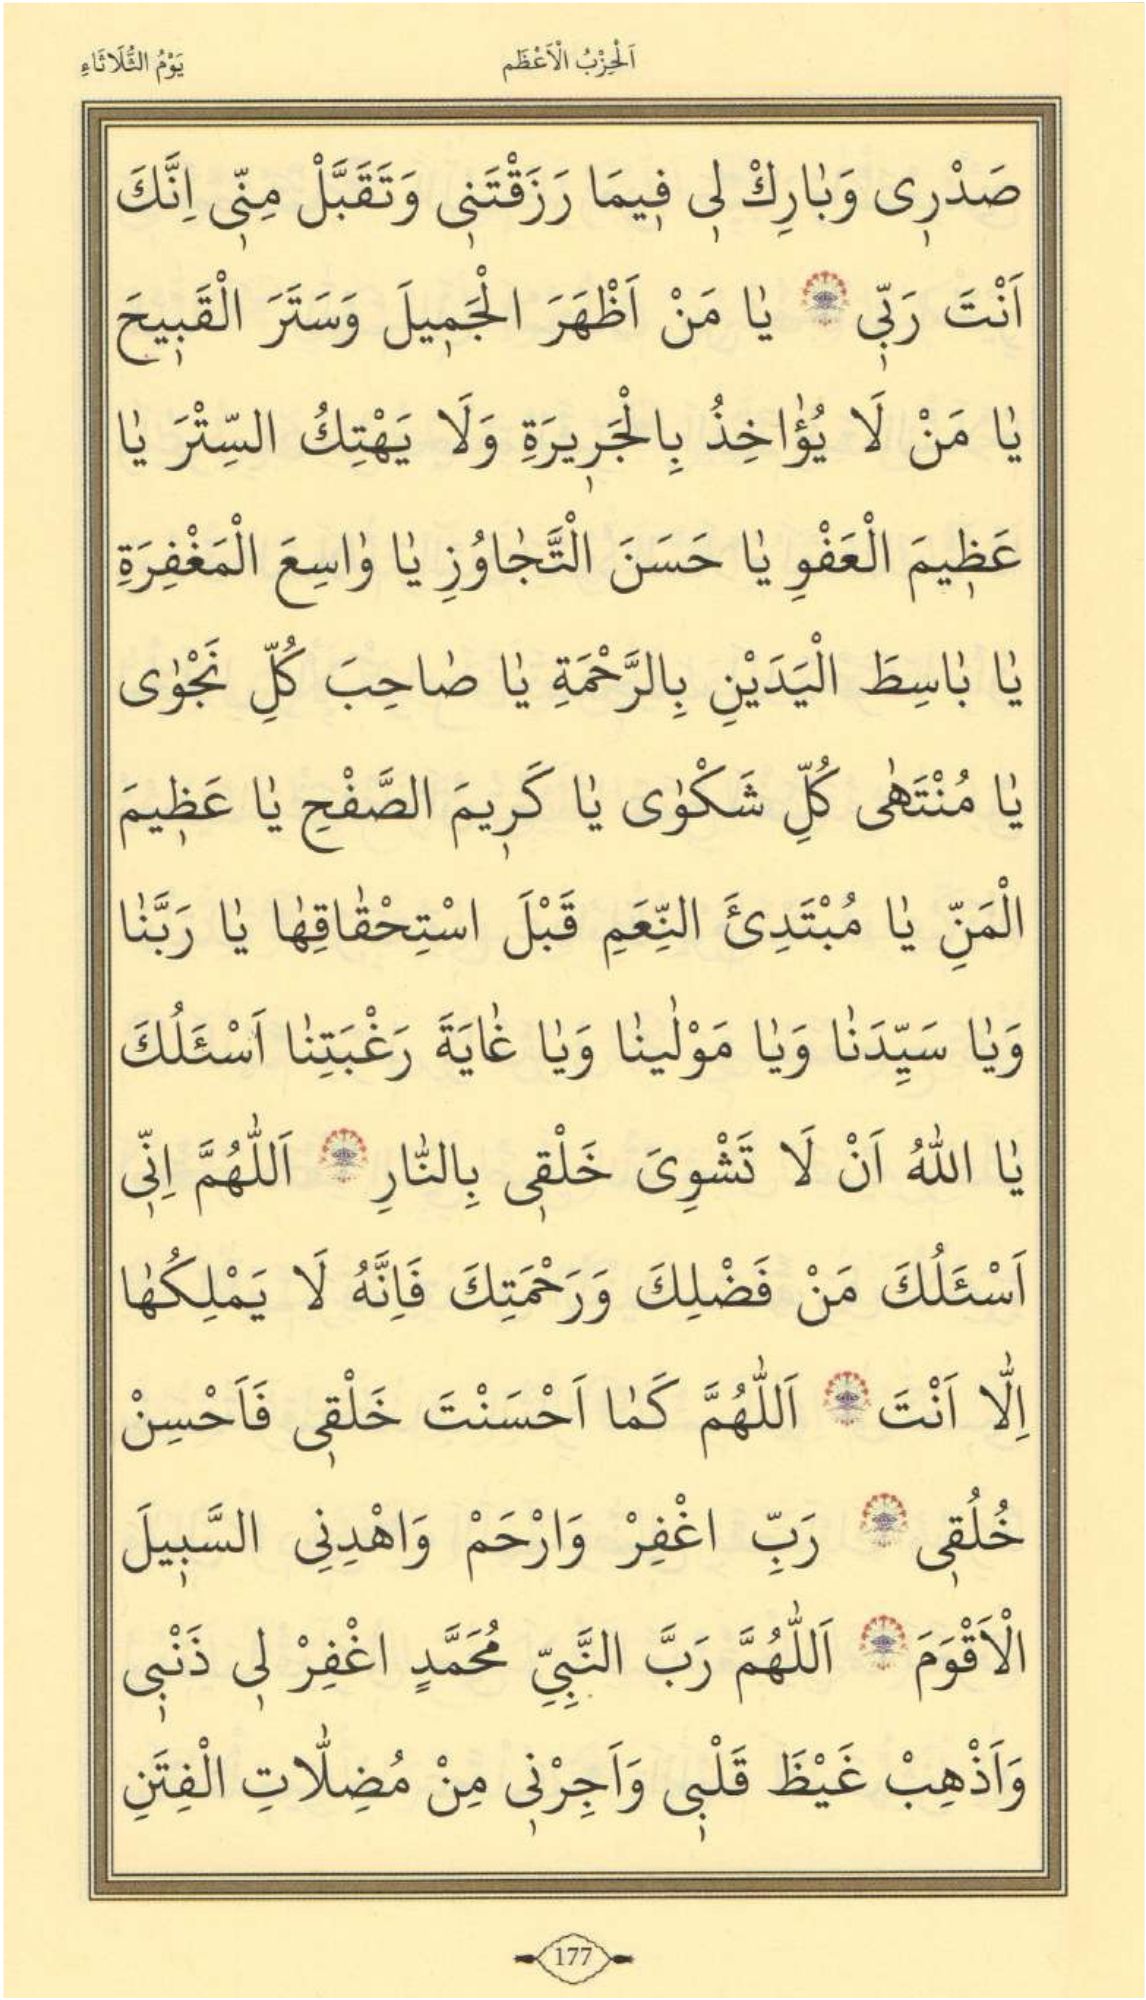 اَلْحِزْبُ الْاَعْظَم
يَوْمُ الثُّلَاثَاءِ
صَدْرٖى وَبٰارِكْ لٖى فٖيمَا رَزَقْتَنٖى وَتَقَبَّلْ مِنّٖى اِنَّكَ
اَنْتَ رَبّٖى ۞ يٰا مَنْ اَظْهَرَ الْجَمٖيلَ وَسَتَرَ الْقَبٖيحَ
يٰا مَنْ لَا يُؤٰاخِذُ بِالْجَرٖيرَةِ وَلَا يَهْتِكُ السِّتْرَ يٰا
عَظٖيمَ الْعَفْوِ يٰا حَسَنَ الْتَّجٰاوُزِ يٰا وٰاسِعَ الْمَغْفِرَةِ
يٰا بٰاسِطَ الْيَدَيْنِ بِالرَّحْمَةِ يٰا صٰاحِبَ كُلِّ نَجْوٰى
يٰا مُنْتَهٰى كُلِّ شَكْوٰى يٰا كَرٖيمَ الصَّفْحِ يٰا عَظٖيمَ
الْمَنِّ يٰا مُبْتَدِئَ النِّعَمِ قَبْلَ اسْتِحْقٰاقِهٰا يٰا رَبَّنٰا
وَيٰا سَيِّدَنٰا وَيٰا مَوْلٰينٰا وَيٰا غٰايَةَ رَغْبَتِنٰا اَسْئَلُكَ
يٰا اَللّٰهُ اَنْ لَا تَشْوِىَ خَلْقٖى بِالنّٰارِ ۞ اَللّٰهُمَّ اِنّٖى
اَسْئَلُكَ مَنْ فَضْلِكَ وَرَحْمَتِكَ فَاِنَّهُ لَا يَمْلِكُهٰا
اِلّٰا اَنْتَ ۞ اَللّٰهُمَّ كَمٰا اَحْسَنْتَ خَلْقٖى فَاَحْسِنْ
خُلُقٖى ۞ رَبِّ اغْفِرْ وَارْحَمْ وَاهْدِنِى السَّبٖيلَ
الْاَقْوَمَ ۞ اَللّٰهُمَّ رَبَّ النَّبِيِّ مُحَمَّدٍ اغْفِرْ لٖى ذَنْبٖى
وَاَذْهِبْ غَيْظَ قَلْبٖى وَاَجِرْنٖى مِنْ مُضِلّٰاتِ الْفِتَنِ
177